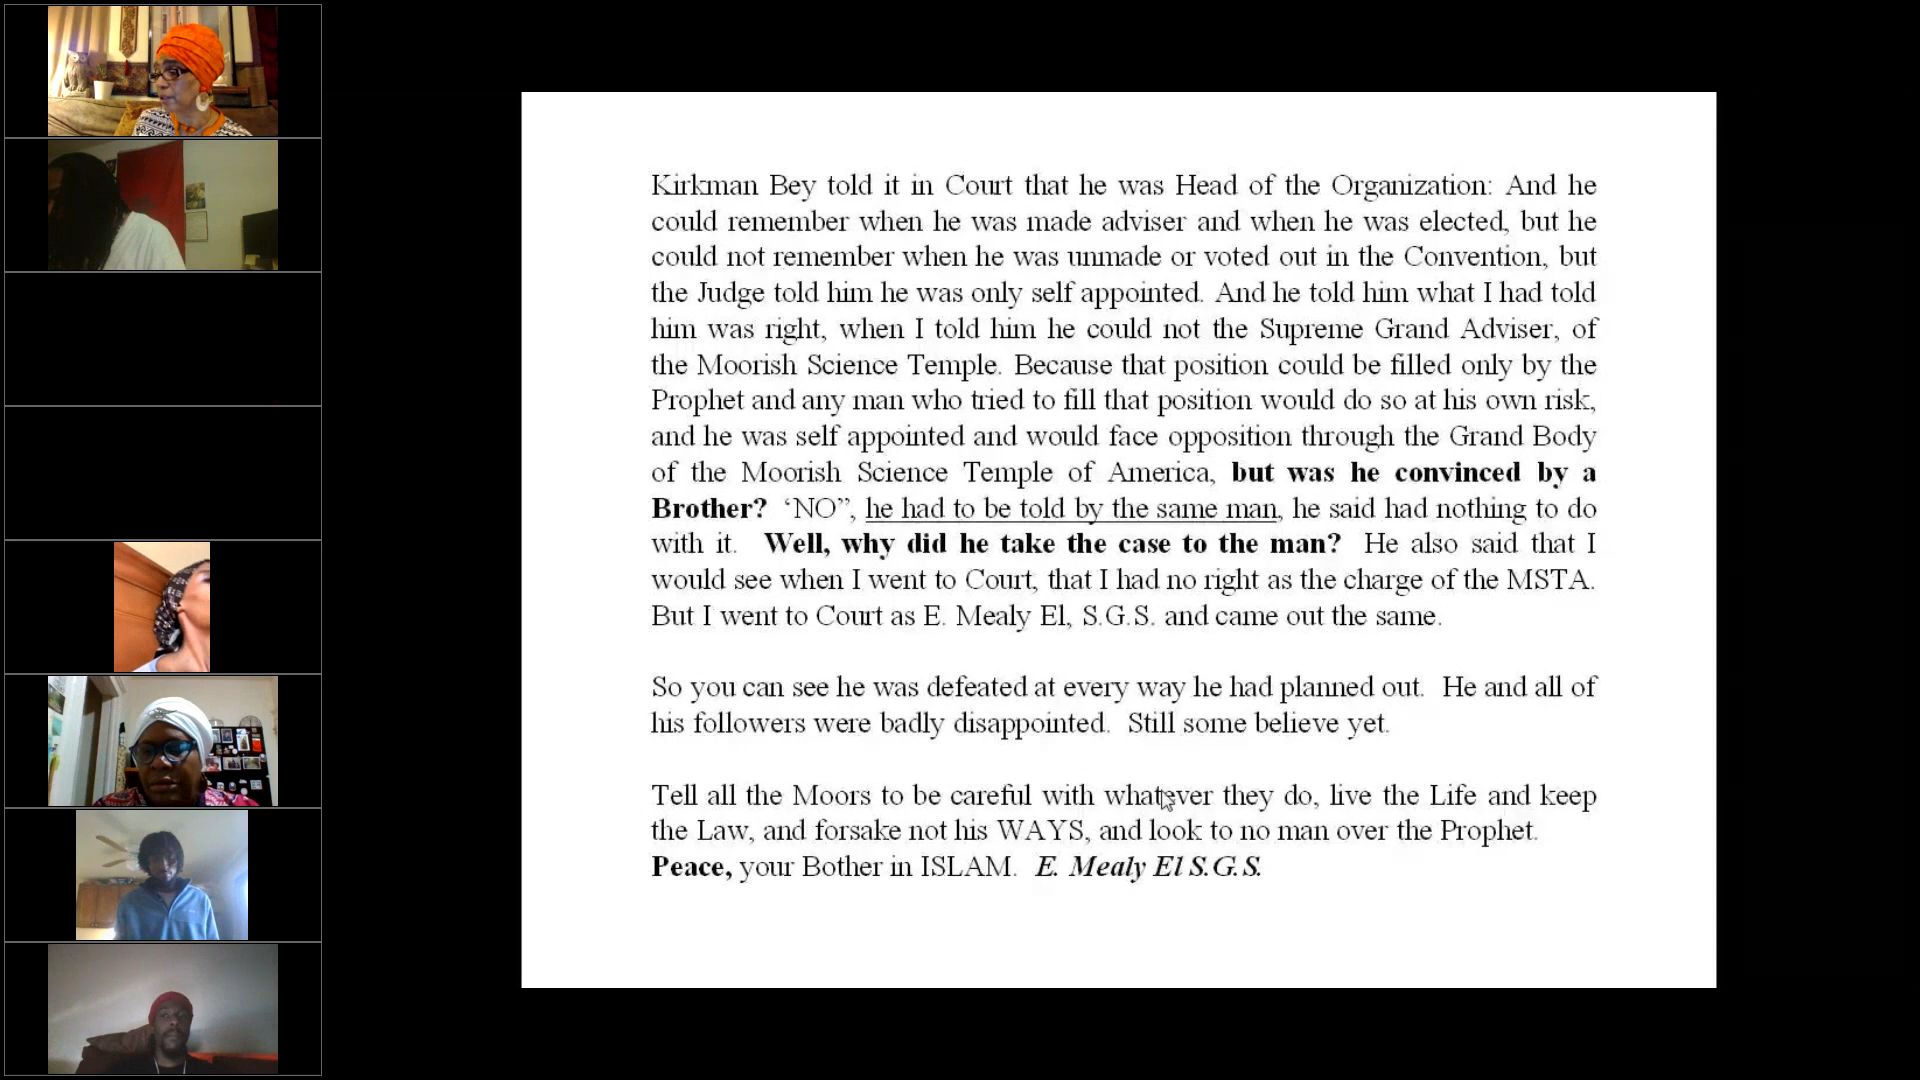 Kirkman Bey told it in Court that he was Head of the Organization: And he
could remember when he was made adviser and when he was elected, but he
could not remember when he was unmade or voted out in the Convention, but
the Judge told him he was only self appointed. And he told him what I had told
him was right, when I told him he could not the Supreme Grand Adviser, of
the Moorish Science Temple. Because that position could be filled only by the
Prophet and any man who tried to fill that position would do so at his own risk,
and he was self appointed and would face opposition through the Grand Body
of the Moorish Science Temple of America, but was he convinced by a
Brother? ‘NO”, he had to be told by the same man, he said had nothing to do
with it. Well, why did he take the case to the man? He also said that I
would see when I went to Court, that I had no right as the charge of the MSTA.
But I went to Court as E. Mealy El, S.G.S. and came out the same.
So you can see he was defeated at every way he had planned out. He and all of
his followers were badly disappointed. Still some believe yet.
Tell all the Moors to be careful with whatever they do, live the Life and keep
the Law, and forsake not his WAYS, and look to no man over the Prophet.
Peace, your Bother in ISLAM. E. Mealy El S.G.S.